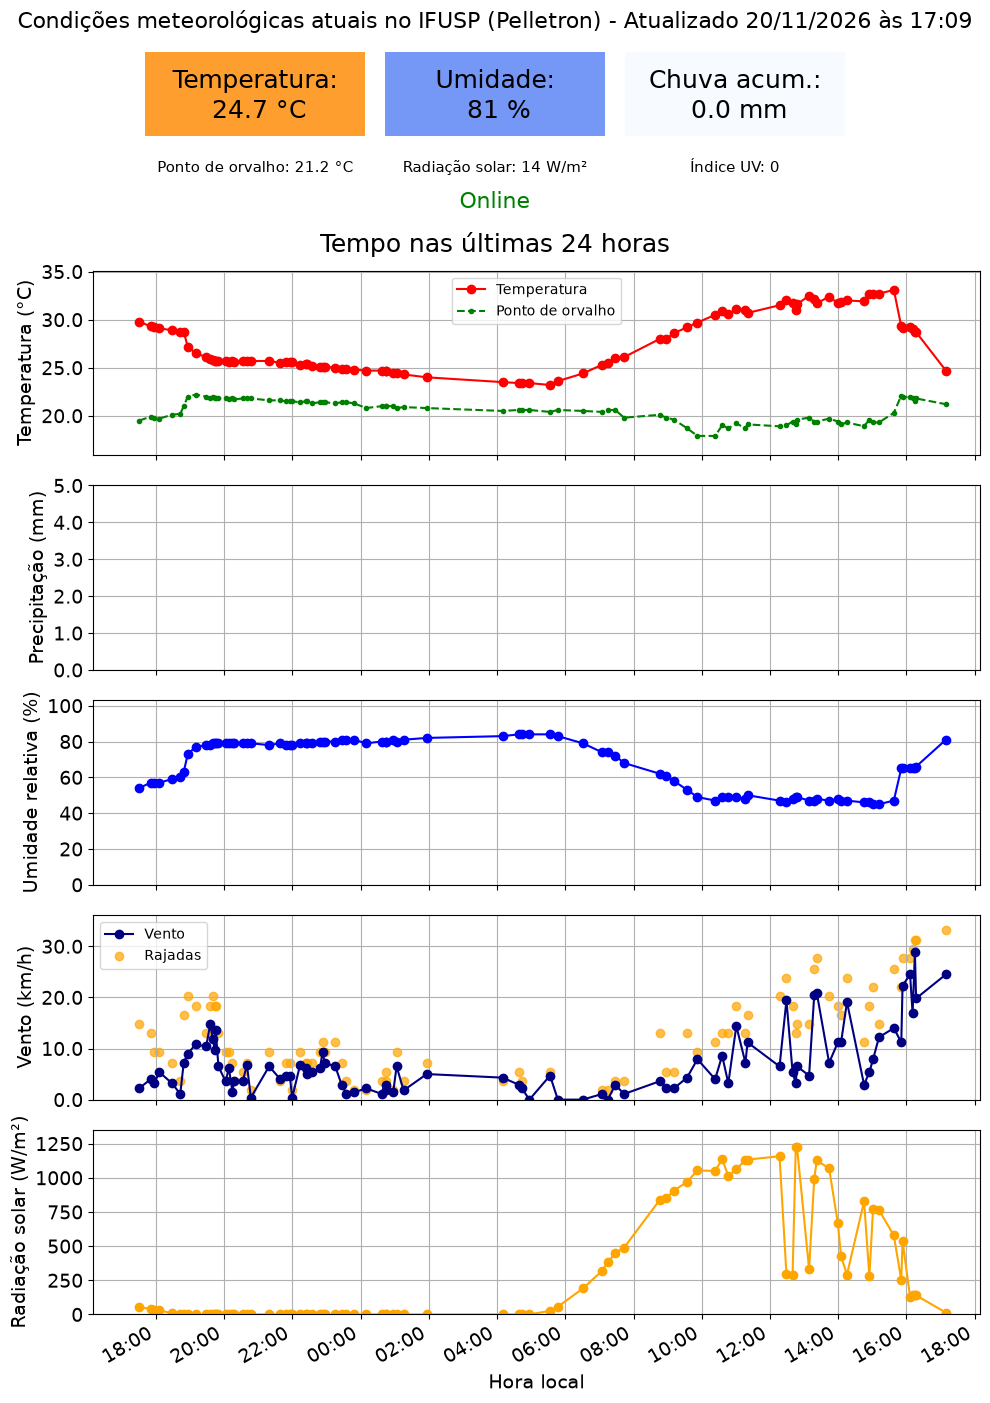 Condições meteorológicas atuais no IFUSP (Pelletron) - Atualizado 20/11/2026 às 17:09
Temperatura:
24.7 °C
Umidade:
81 %
Chuva acum.:
0.0 mm
Ponto de orvalho: 21.2 °C
Radiação solar: 14 W/m²
Índice UV: 0
Online
Tempo nas últimas 24 horas
Temperatura (°C)
35.0
30.0
25.0
20.0
Temperatura
Ponto de orvalho
Precipitação (mm)
5.0
4.0
3.0
2.0
1.0
0.0
Umidade relativa (%)
100
80
60
40
20
0
Vento (km/h)
30.0
20.0
10.0
0.0
Vento
Rajadas
Radiação solar (W/m²)
1250
1000
750
500
250
0
18:00
20:00
22:00
00:00
02:00
04:00
06:00
08:00
10:00
12:00
14:00
16:00
18:00
Hora local